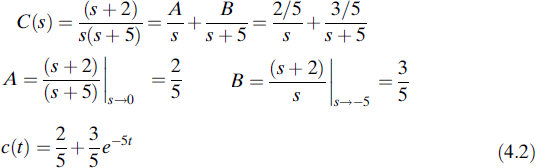 C(s) = (s + 2)/(s(s + 5)) = A/s + B/(s + 5) = (2/5)/s + (3/5)/(s + 5)
A = (s + 2)/(s + 5)|s→0 = 2/5 B = (s + 2)/s|s→−5 = 3/5
c(t) = 2/5 + 3/5 e^−5t (4.2)